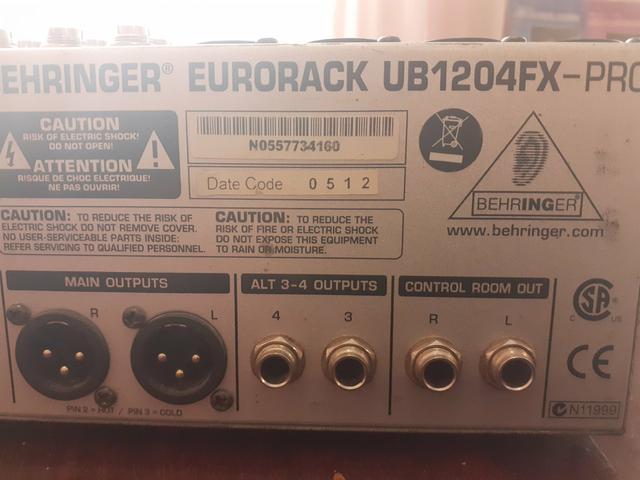 EHRINGER® EURORACK UB1204FX-PRO
CAUTION
RISK OF ELECTRIC SHOCK!
DO NOT OPEN!
ATTENTION
RISQUE DE CHOC ELECTRIQUE!
NE PAS OUVRIR!
N0557734160
Date Code 0512
BEHRINGER
www.behringer.com
CAUTION: TO REDUCE THE RISK OF
ELECTRIC SHOCK DO NOT REMOVE COVER.
NO USER-SERVICEABLE PARTS INSIDE:
REFER SERVICING TO QUALIFIED PERSONNEL.
CAUTION: TO REDUCE THE
RISK OF FIRE OR ELECTRIC SHOCK
DO NOT EXPOSE THIS EQUIPMENT
TO RAIN OR MOISTURE.
MAIN OUTPUTS
R L
PIN 2 = HOT / PIN 3 = COLD
ALT 3-4 OUTPUTS
4 3
CONTROL ROOM OUT
R L
C SA US
CE
N11999